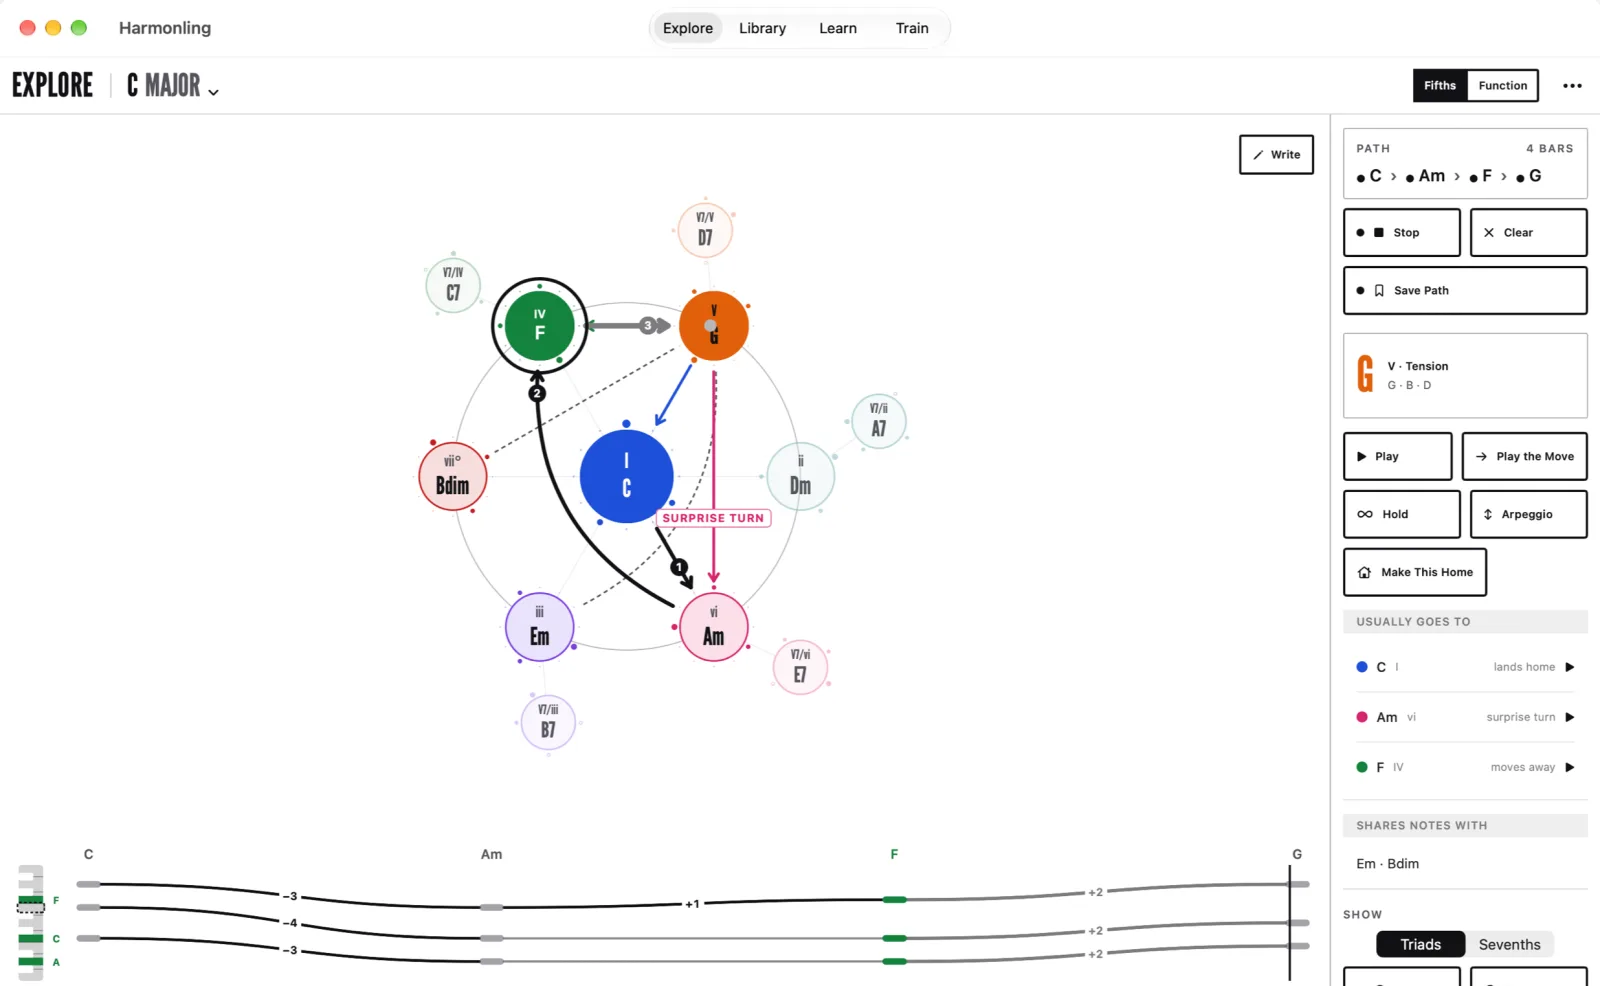 Harmonling
Explore
Library
Learn
Train
EXPLORE
C MAJOR
Fifths
Function
Write
V7/V
D7
V7/IV
C7
IV
F
3
V
G
2
V7/ii
A7
I
C
vii°
Bdim
ii
Dm
SURPRISE TURN
1
iii
Em
vi
Am
V7/vi
E7
V7/iii
B7
C
Am
F
G
F
C
A
−3
−4
−3
+1
+2
+2
+2
PATH
4 BARS
C › Am › F › G
Stop
Clear
Save Path
G
V · Tension
G · B · D
Play
Play the Move
Hold
Arpeggio
Make This Home
USUALLY GOES TO
C I lands home
Am vi surprise turn
F IV moves away
SHARES NOTES WITH
Em · Bdim
SHOW
Triads
Sevenths